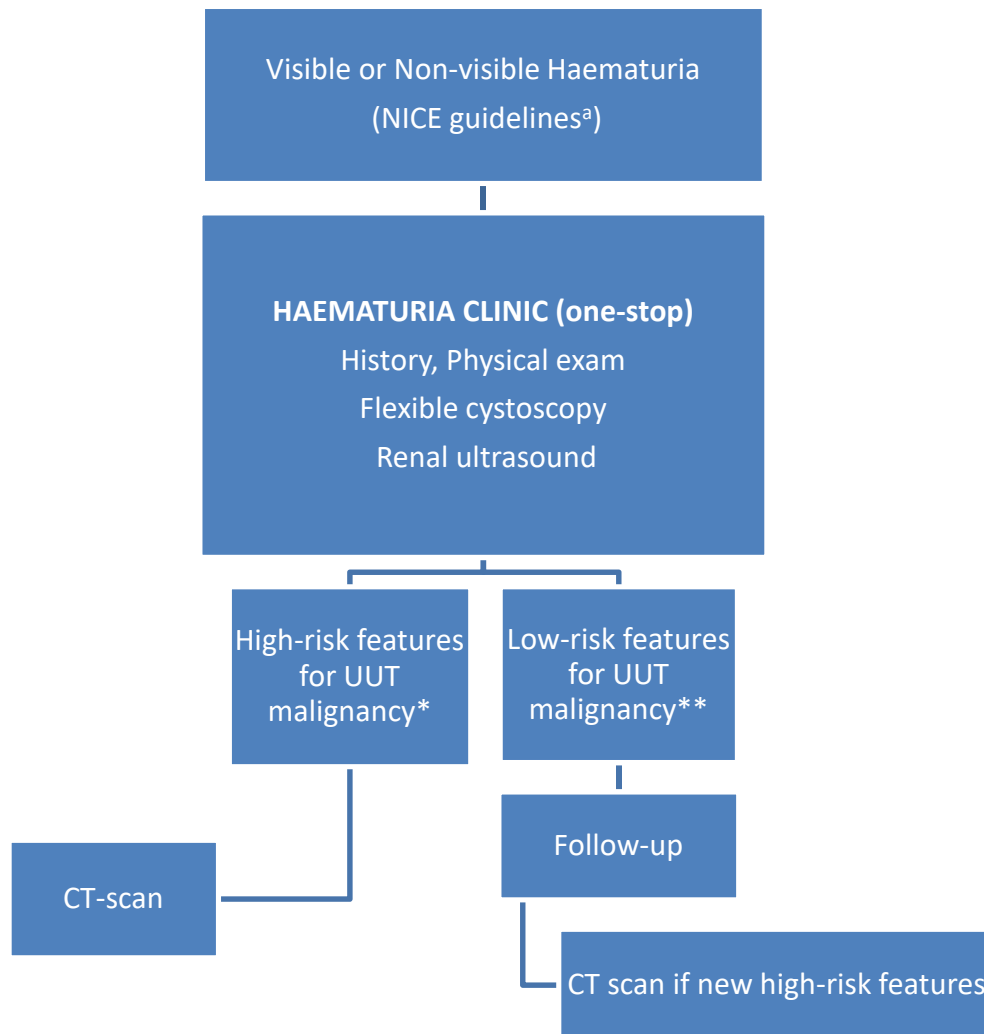 Visible or Non-visible Haematuria
(NICE guidelinesᵃ)
HAEMATURIA CLINIC (one-stop)
History, Physical exam
Flexible cystoscopy
Renal ultrasound
High-risk features
for UUT
malignancy*
Low-risk features
for UUT
malignancy**
Follow-up
CT-scan
CT scan if new high-risk features